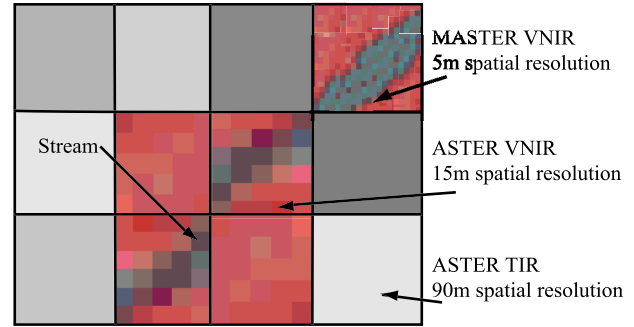 MASTER VNIR
5m spatial resolution
Stream
ASTER VNIR
15m spatial resolution
ASTER TIR
90m spatial resolution